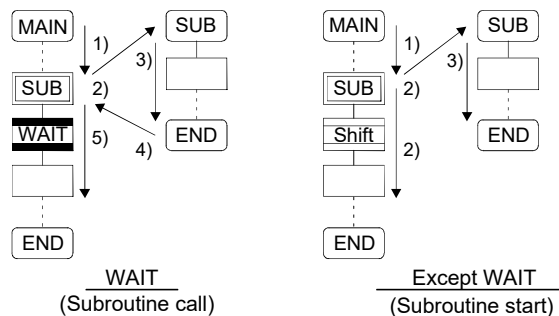 MAIN
SUB
MAIN
SUB
1)
1)
3)
3)
SUB
2)
SUB
2)
WAIT
5)
4)
END
Shift
2)
END
END
END
WAIT
Except WAIT
(Subroutine call)
(Subroutine start)